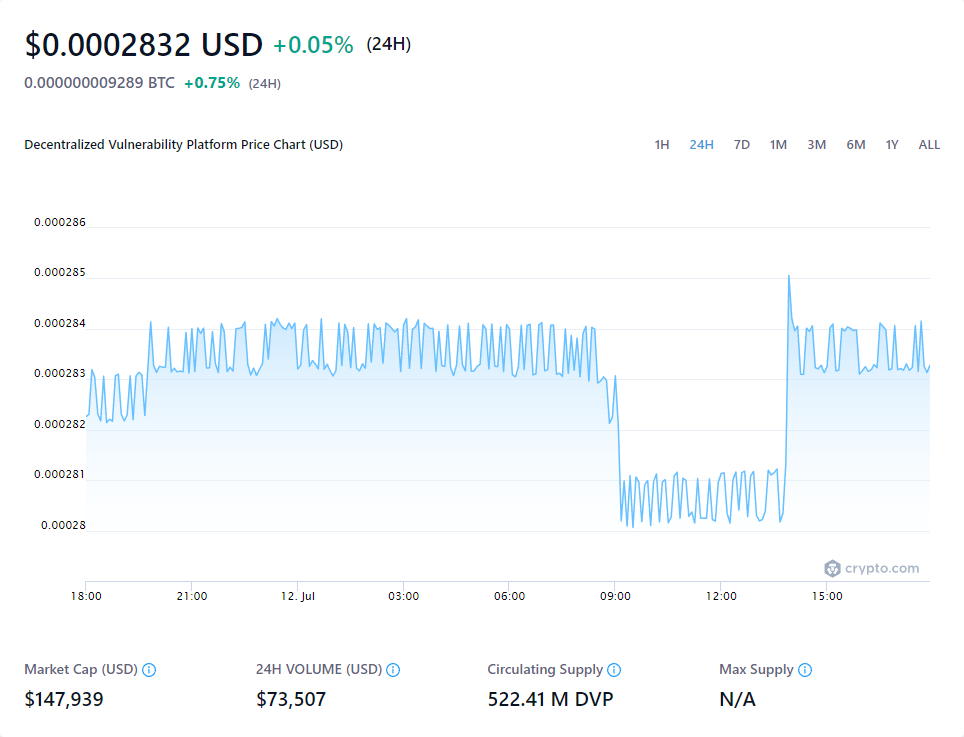 $0.0002832 USD +0.05% (24H)
0.000000009289 BTC +0.75% (24H)
Decentralized Vulnerability Platform Price Chart (USD) 1H 24H 7D 1M 3M 6M 1Y ALL
0.000286
0.000285
0.000284
0.000283
0.000282
0.000281
0.00028
crypto.com
18:00 21:00 12. Jul 03:00 06:00 09:00 12:00 15:00
Market Cap (USD) 24H VOLUME (USD) Circulating Supply Max Supply
$147,939 $73,507 522.41 M DVP N/A